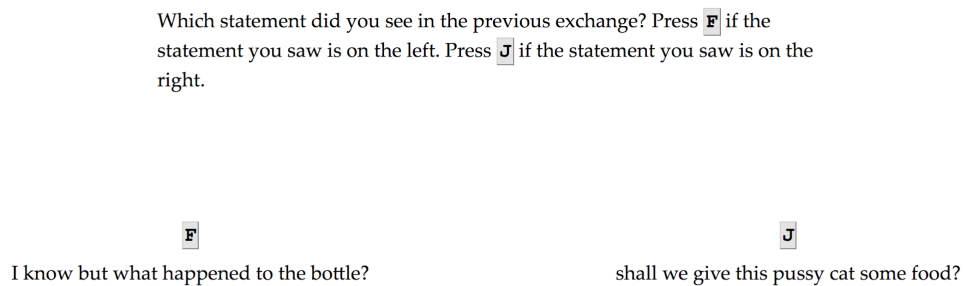 Which statement did you see in the previous exchange? Press F if the
statement you saw is on the left. Press J if the statement you saw is on the
right.
F
J
I know but what happened to the bottle?
shall we give this pussy cat some food?